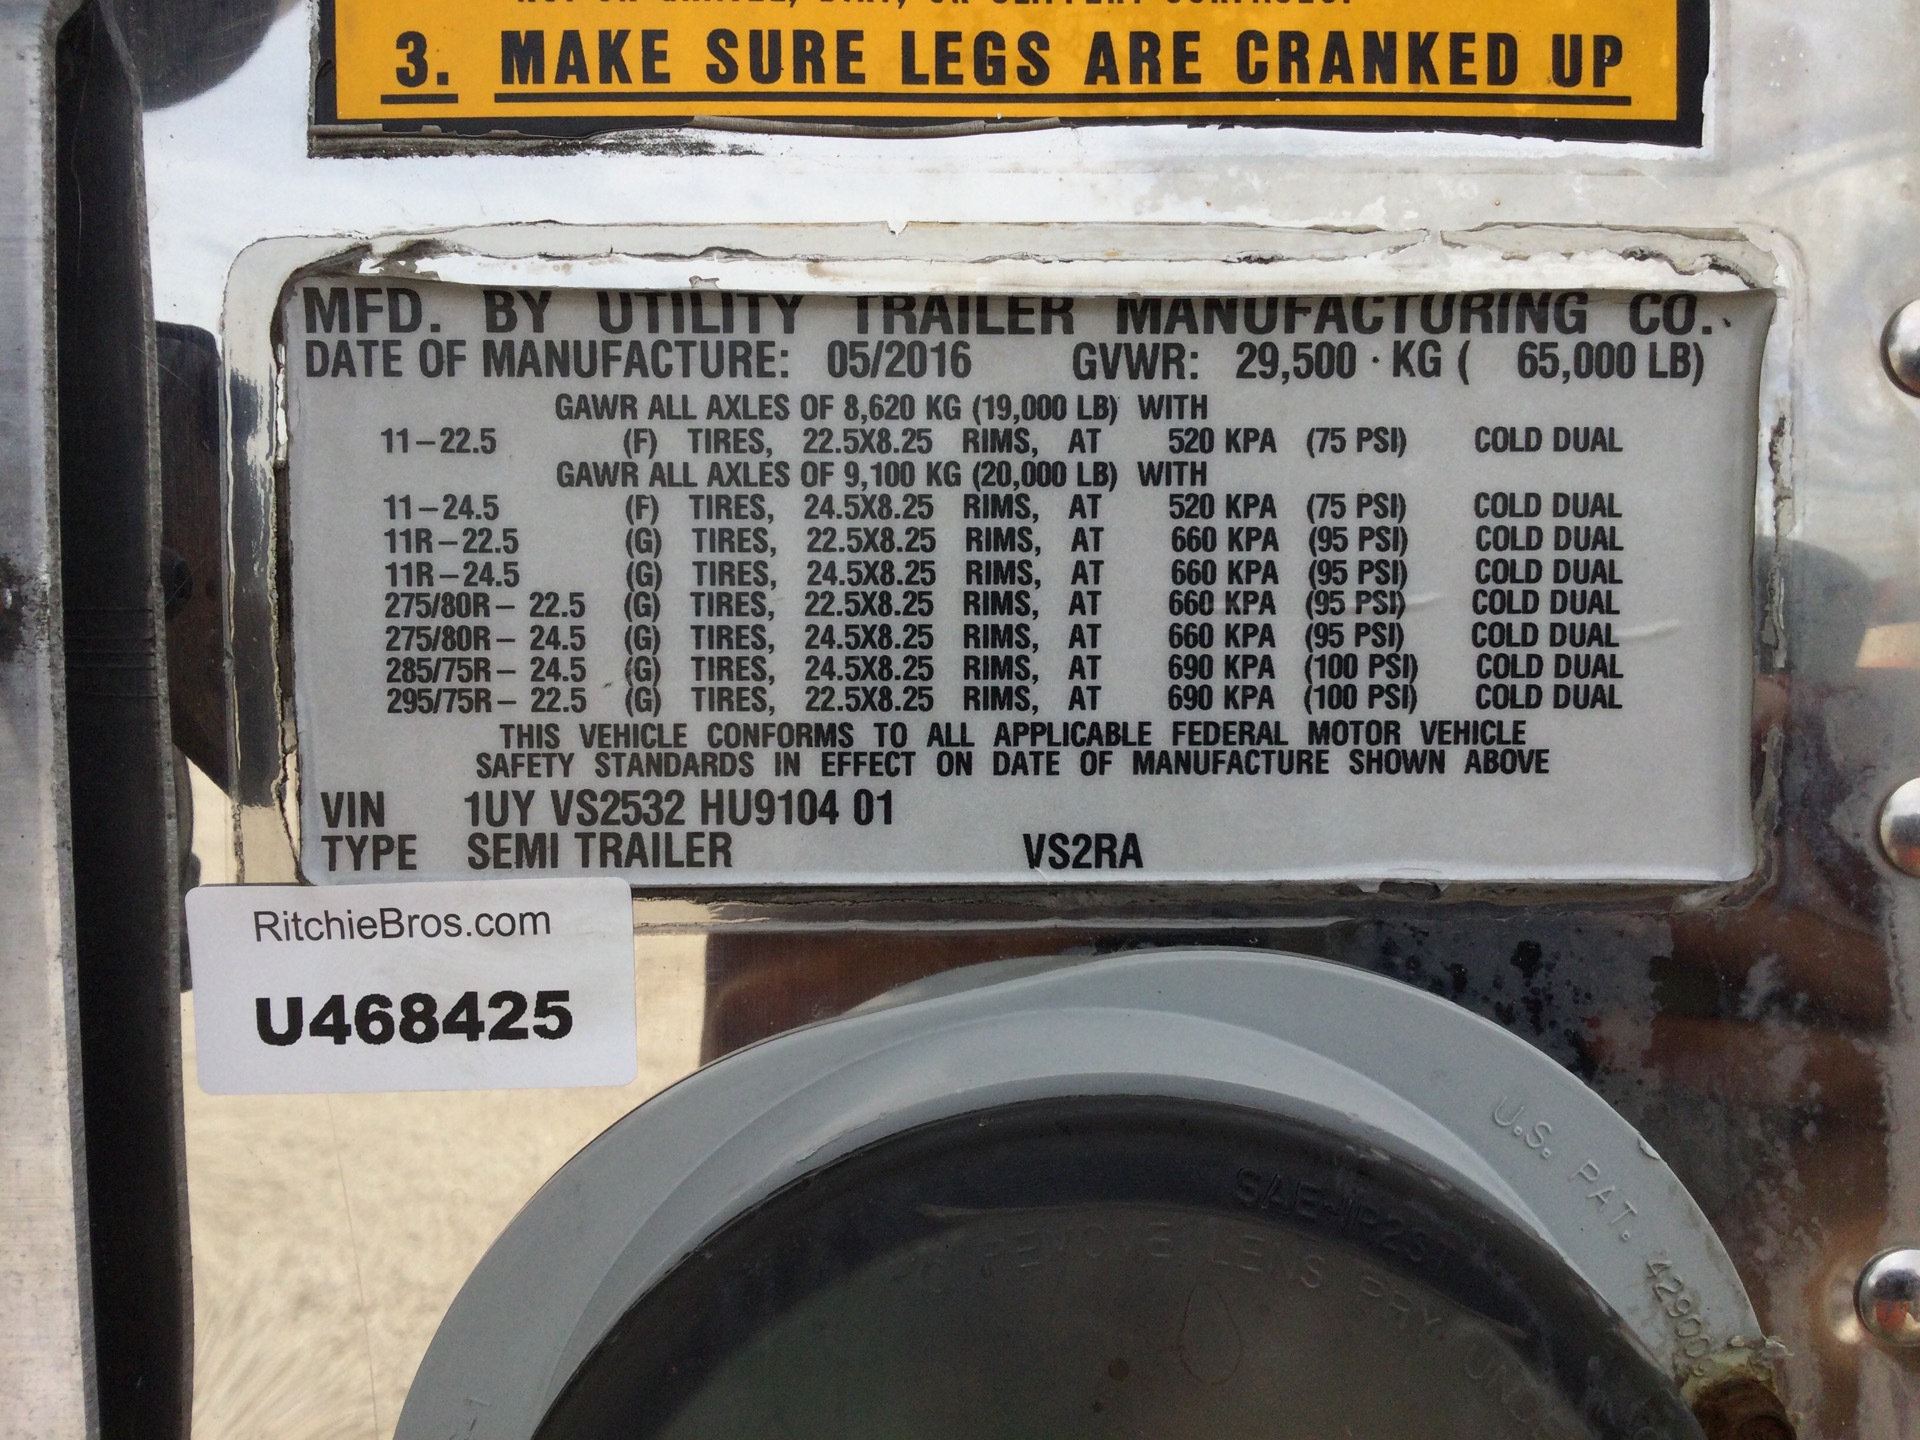 3. MAKE SURE LEGS ARE CRANKED UP
MFD. BY UTILITY TRAILER MANUFACTURING CO.
DATE OF MANUFACTURE: 05/2016 GVWR: 29,500 · KG ( 65,000 LB)
GAWR ALL AXLES OF 8,620 KG (19,000 LB) WITH
11-22.5 (F) TIRES, 22.5X8.25 RIMS, AT 520 KPA (75 PSI) COLD DUAL
GAWR ALL AXLES OF 9,100 KG (20,000 LB) WITH
11-24.5 (F) TIRES, 24.5X8.25 RIMS, AT 520 KPA (75 PSI) COLD DUAL
11R-22.5 (G) TIRES, 22.5X8.25 RIMS, AT 660 KPA (95 PSI) COLD DUAL
11R-24.5 (G) TIRES, 24.5X8.25 RIMS, AT 660 KPA (95 PSI) COLD DUAL
275/80R- 22.5 (G) TIRES, 22.5X8.25 RIMS, AT 660 KPA (95 PSI) COLD DUAL
275/80R- 24.5 (G) TIRES, 24.5X8.25 RIMS, AT 660 KPA (95 PSI) COLD DUAL
285/75R- 24.5 (G) TIRES, 24.5X8.25 RIMS, AT 690 KPA (100 PSI) COLD DUAL
295/75R- 22.5 (G) TIRES, 22.5X8.25 RIMS, AT 690 KPA (100 PSI) COLD DUAL
THIS VEHICLE CONFORMS TO ALL APPLICABLE FEDERAL MOTOR VEHICLE
SAFETY STANDARDS IN EFFECT ON DATE OF MANUFACTURE SHOWN ABOVE
VIN 1UY VS2532 HU9104 01
TYPE SEMI TRAILER VS2RA
RitchieBros.com
U468425
U.S. PAT.
REMOVE LENS PRY